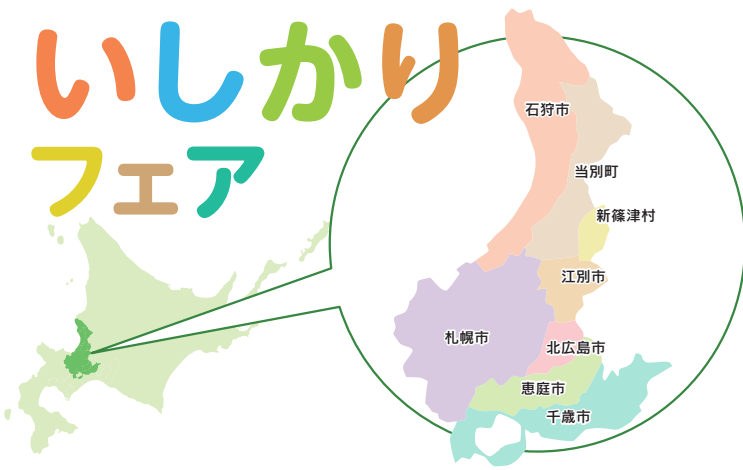 いしかり
フェア
石狩市
当別町
新篠津村
江別市
札幌市
北広島市
恵庭市
千歳市